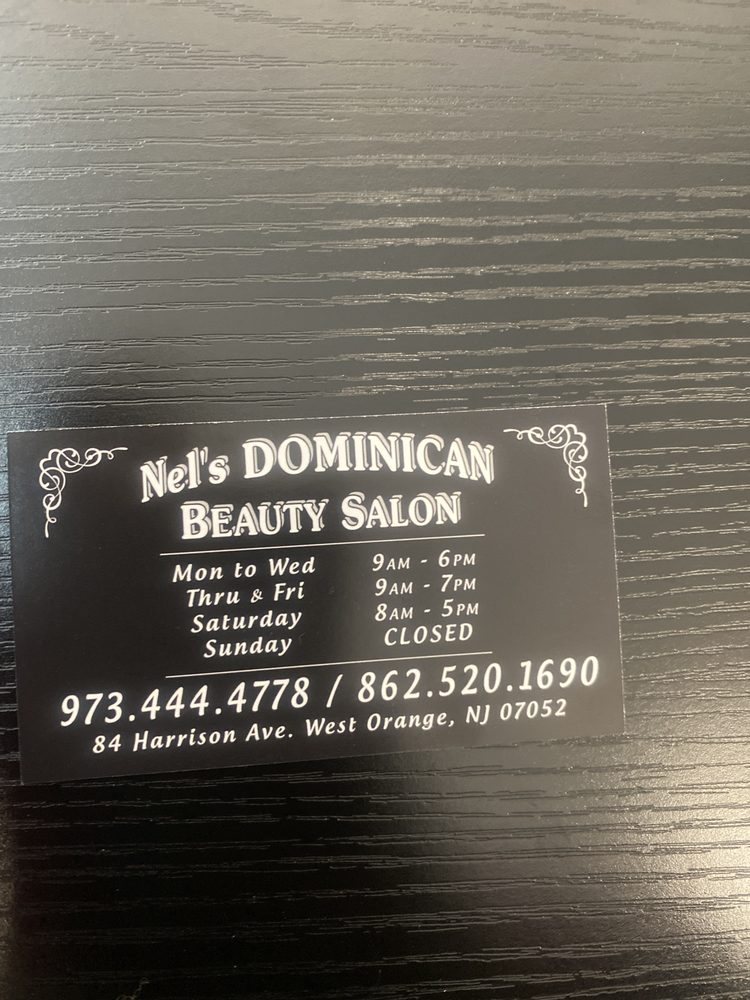 Nel's DOMINICAN
BEAUTY SALON
Mon to Wed 9AM - 6PM
Thru & Fri 9AM - 7PM
Saturday 8AM - 5PM
Sunday CLOSED
973.444.4778 / 862.520.1690
84 Harrison Ave. West Orange, NJ 07052